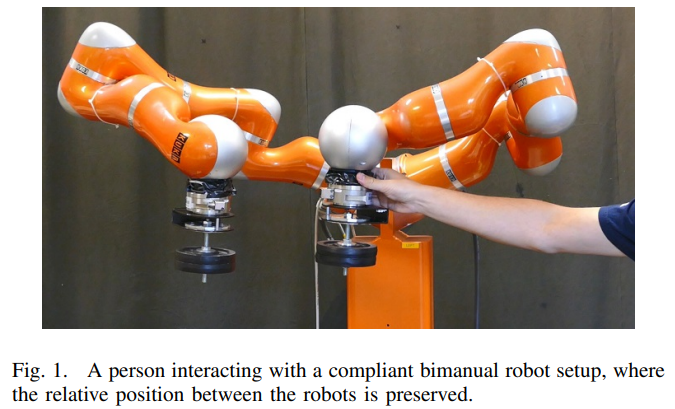 KUKA
Fig. 1. A person interacting with a compliant bimanual robot setup, where
the relative position between the robots is preserved.